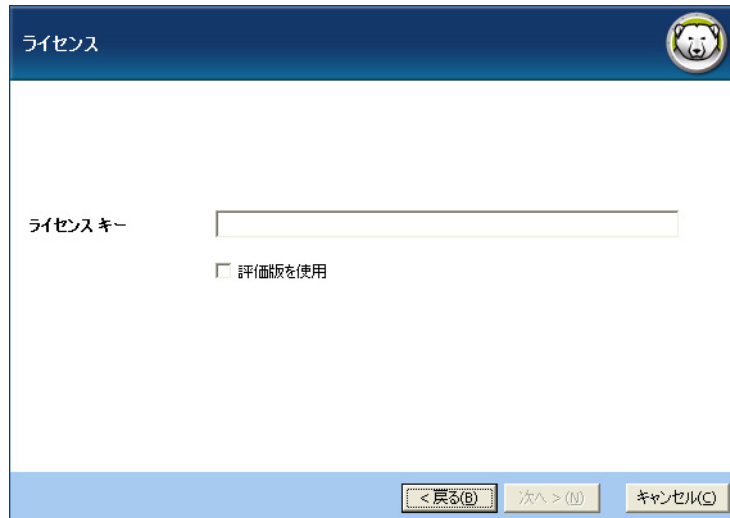 ライセンス
ライセンス キー
評価版を使用
< 戻る(B)
次へ > (N)
キャンセル(C)